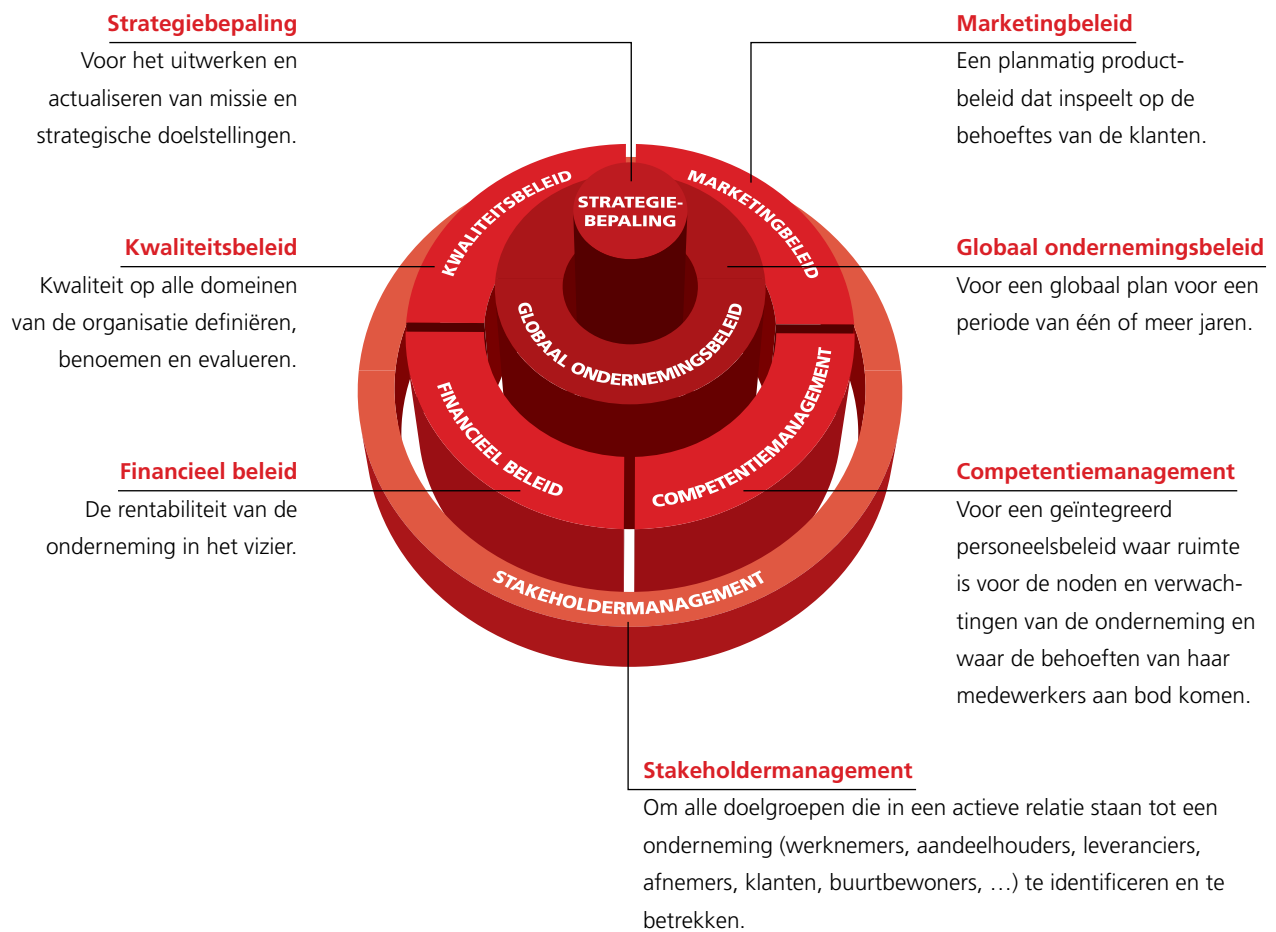 Strategiebepaling
Voor het uitwerken en
actualiseren van missie en
strategische doelstellingen.
Marketingbeleid
Een planmatig product-
beleid dat inspeelt op de
behoeftes van de klanten.
Kwaliteitsbeleid
Kwaliteit op alle domeinen
van de organisatie definiëren,
benoemen en evalueren.
Globaal ondernemingsbeleid
Voor een globaal plan voor een
periode van één of meer jaren.
Financieel beleid
De rentabiliteit van de
onderneming in het vizier.
Competentiemanagement
Voor een geïntegreerd
personeelsbeleid waar ruimte
is voor de noden en verwach-
tingen van de onderneming en
waar de behoeften van haar
medewerkers aan bod komen.
STRATEGIE-
BEPALING
KWALITEITSBELEID
MARKETINGBELEID
GLOBAAL ONDERNEMINGSBELEID
FINANCIEEL BELEID
COMPETENTIEMANAGEMENT
STAKEHOLDERMANAGEMENT
Stakeholdermanagement
Om alle doelgroepen die in een actieve relatie staan tot een
onderneming (werknemers, aandeelhouders, leveranciers,
afnemers, klanten, buurtbewoners, …) te identificeren en te
betrekken.